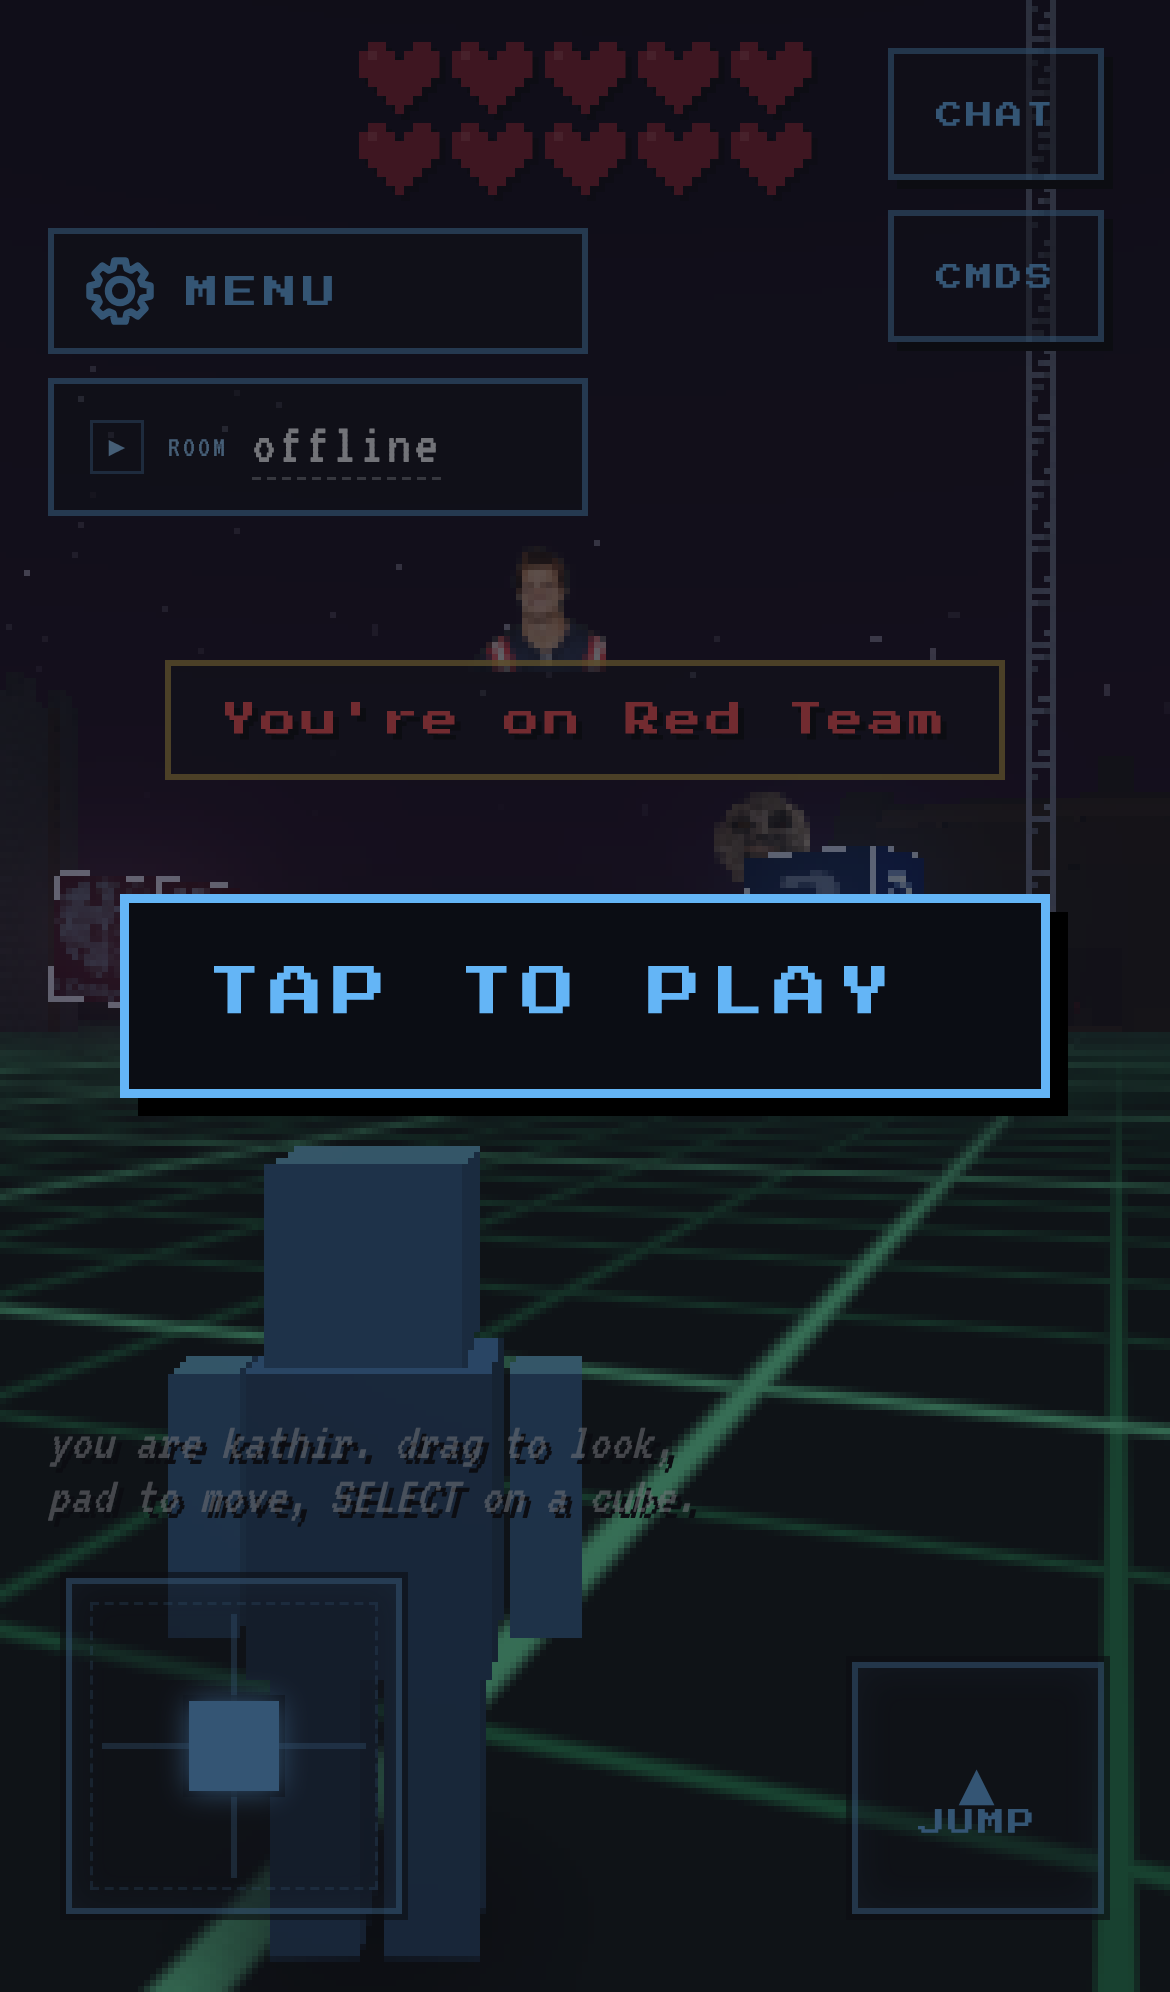 CHAT
CMDS
MENU
ROOM offline
You're on Red Team
TAP TO PLAY
you are kathir. drag to look,
pad to move, SELECT on a cube.
JUMP